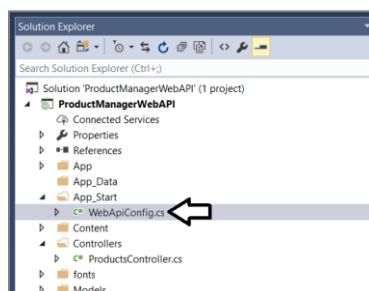 Solution Explorer
Search Solution Explorer (Ctrl+;)
Solution 'ProductManagerWebAPI' (1 project)
ProductManagerWebAPI
Connected Services
Properties
References
App
App_Data
App_Start
C# WebApiConfig.cs
Content
Controllers
C# ProductsController.cs
fonts
Models